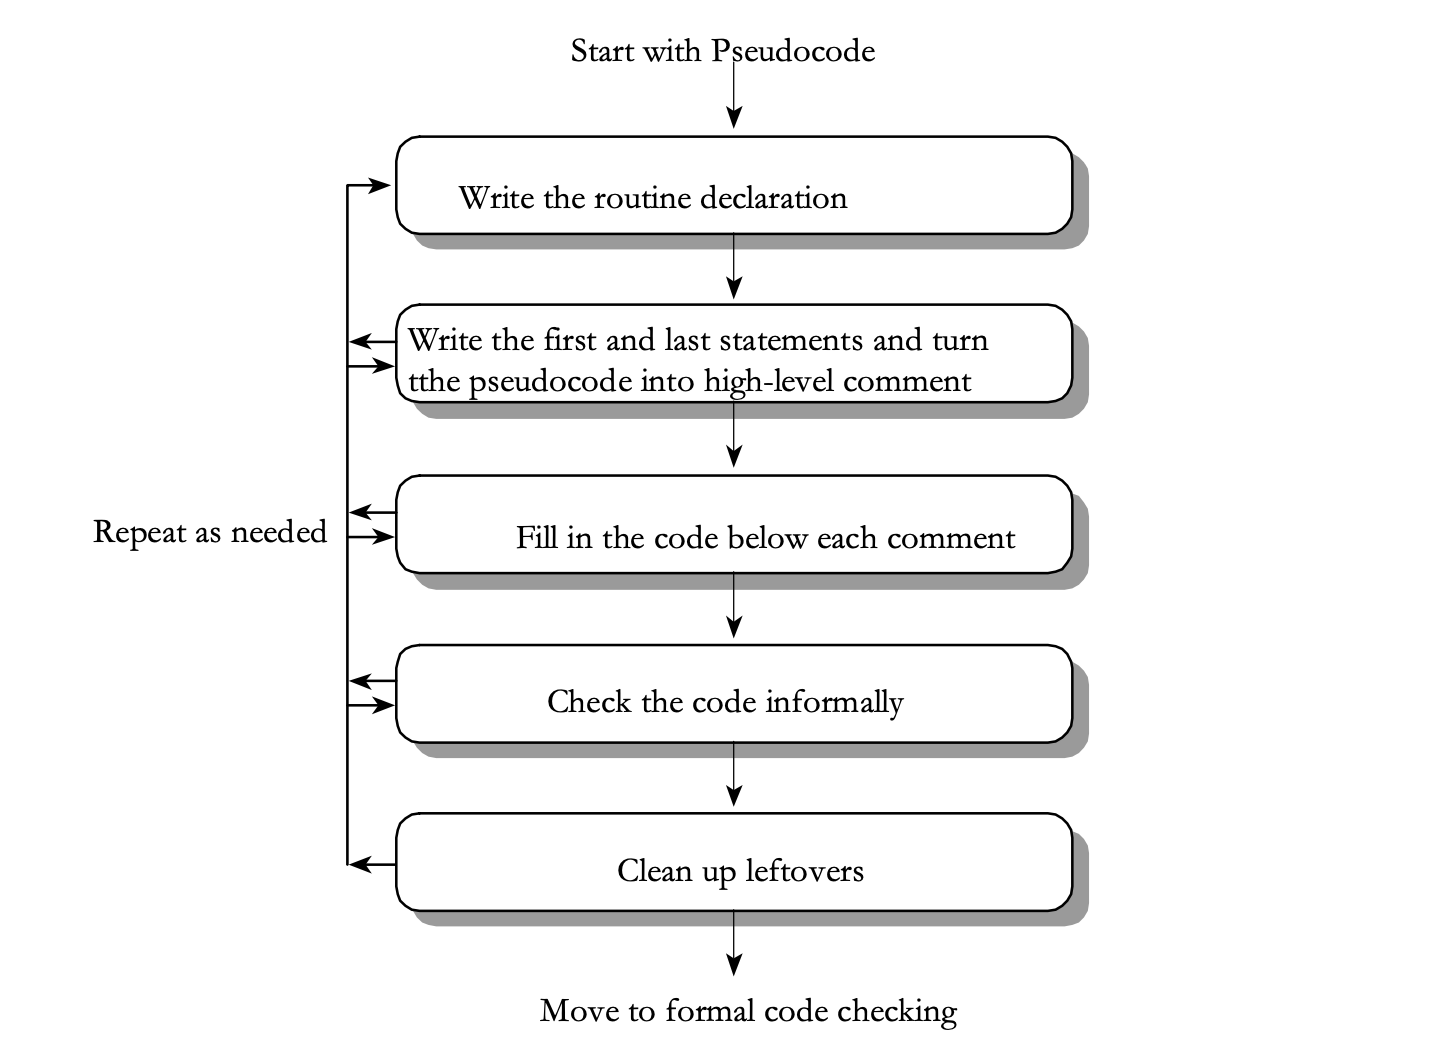 Start with Pseudocode
Write the routine declaration
Write the first and last statements and turn
tthe pseudocode into high-level comment
Repeat as needed
Fill in the code below each comment
Check the code informally
Clean up leftovers
Move to formal code checking